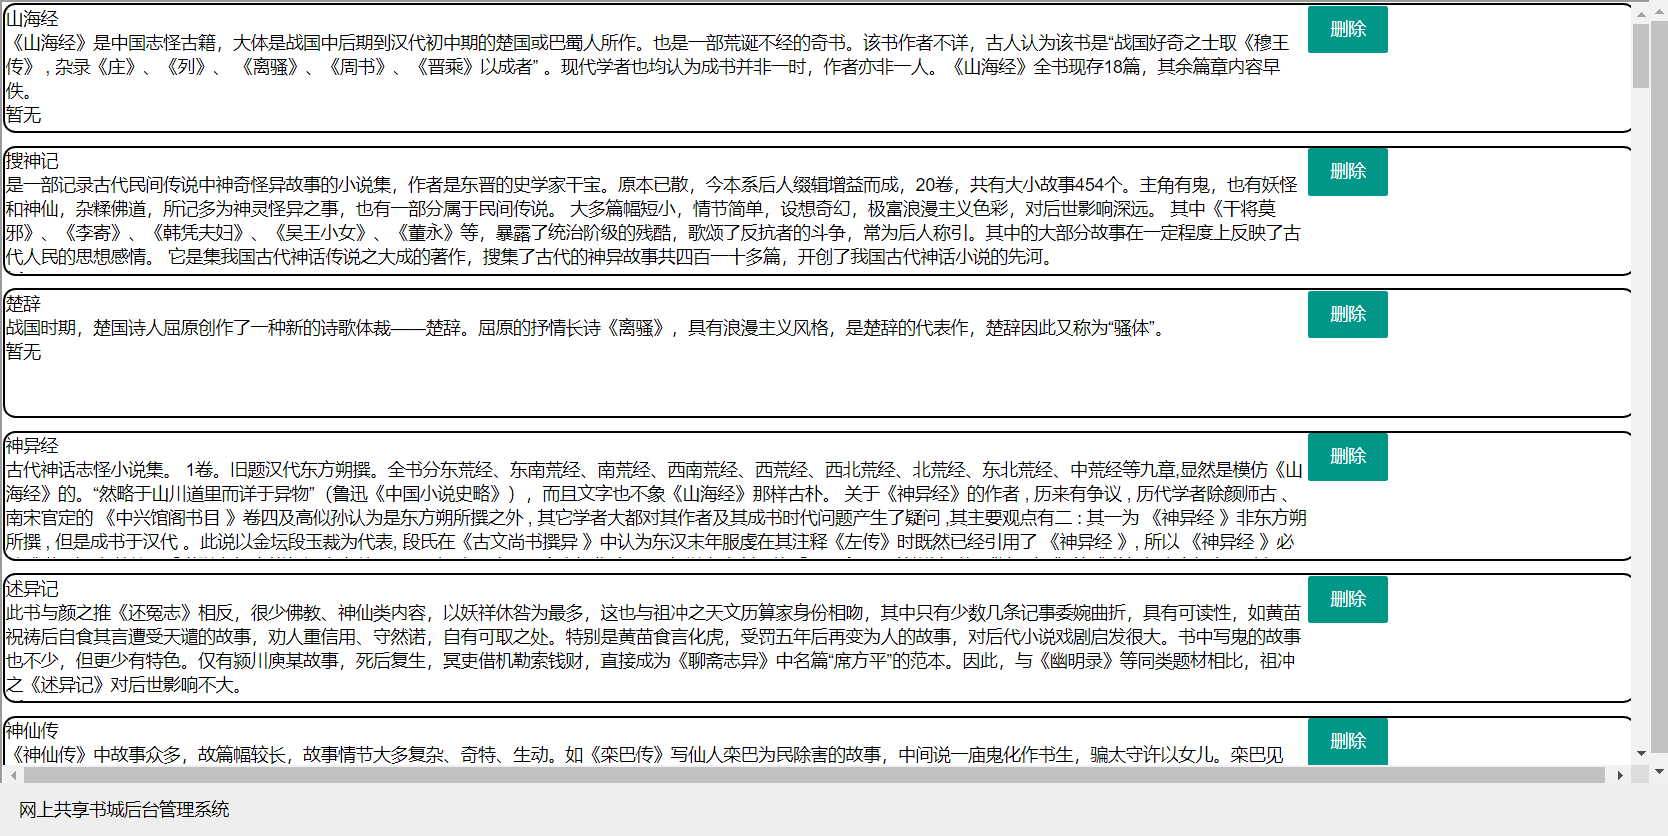 山海经
删除
《山海经》是中国志怪古籍，大体是战国中后期到汉代初中期的楚国或巴蜀人所作。也是一部荒诞不经的奇书。该书作者不详，古人认为该书是“战国好奇之士取《穆王
传》，杂录《庄》、《列》、 《离骚》、《周书》、《晋乘》以成者” 。现代学者也均认为成书并非一时，作者亦非一人。《山海经》全书现存18篇，其余篇章内容早
佚。
暂无
搜神记
删除
是一部记录古代民间传说中神奇怪异故事的小说集，作者是东晋的史学家干宝。原本已散，今本系后人缀辑增益而成，20卷，共有大小故事454个。主角有鬼，也有妖怪
和神仙，杂糅佛道，所记多为神灵怪异之事，也有一部分属于民间传说。 大多篇幅短小，情节简单，设想奇幻，极富浪漫主义色彩，对后世影响深远。 其中《干将莫
邪》、《李寄》、《韩凭夫妇》、《吴王小女》、《董永》等，暴露了统治阶级的残酷，歌颂了反抗者的斗争，常为后人称引。其中的大部分故事在一定程度上反映了古
代人民的思想感情。 它是集我国古代神话传说之大成的著作，搜集了古代的神异故事共四百一十多篇，开创了我国古代神话小说的先河。
楚辞
删除
战国时期，楚国诗人屈原创作了一种新的诗歌体裁——楚辞。屈原的抒情长诗《离骚》，具有浪漫主义风格，是楚辞的代表作，楚辞因此又称为“骚体”。
暂无
神异经
删除
古代神话志怪小说集。 1卷。旧题汉代东方朔撰。全书分东荒经、东南荒经、南荒经、西南荒经、西荒经、西北荒经、北荒经、东北荒经、中荒经等九章,显然是模仿《山
海经》的。“然略于山川道里而详于异物”（鲁迅《中国小说史略》），而且文字也不象《山海经》那样古朴。 关于《神异经》的作者 , 历来有争议 , 历代学者除颜师古 、
南宋官定的 《中兴馆阁书目 》卷四及高似孙认为是东方朔所撰之外 , 其它学者大都对其作者及其成书时代问题产生了疑问 ,其主要观点有二 : 其一为 《神异经 》非东方朔
所撰 , 但是成书于汉代 。此说以金坛段玉裁为代表, 段氏在《古文尚书撰异 》中认为东汉末年服虔在其注释《左传》时既然已经引用了 《神异经 》, 所以 《神异经 》必
述异记
删除
此书与颜之推《还冤志》相反，很少佛教、神仙类内容，以妖祥休咎为最多，这也与祖冲之天文历算家身份相吻，其中只有少数几条记事委婉曲折，具有可读性，如黄苗
祝祷后自食其言遭受天谴的故事，劝人重信用、守然诺，自有可取之处。特别是黄苗食言化虎，受罚五年后再变为人的故事，对后代小说戏剧启发很大。书中写鬼的故事
也不少，但更少有特色。仅有颍川庾某故事，死后复生，冥吏借机勒索钱财，直接成为《聊斋志异》中名篇“席方平”的范本。因此，与《幽明录》等同类题材相比，祖冲
之《述异记》对后世影响不大。
神仙传
删除
《神仙传》中故事众多，故篇幅较长，故事情节大多复杂、奇特、生动。如《栾巴传》写仙人栾巴为民除害的故事，中间说一庙鬼化作书生，骗太守许以女儿。栾巴见
网上共享书城后台管理系统